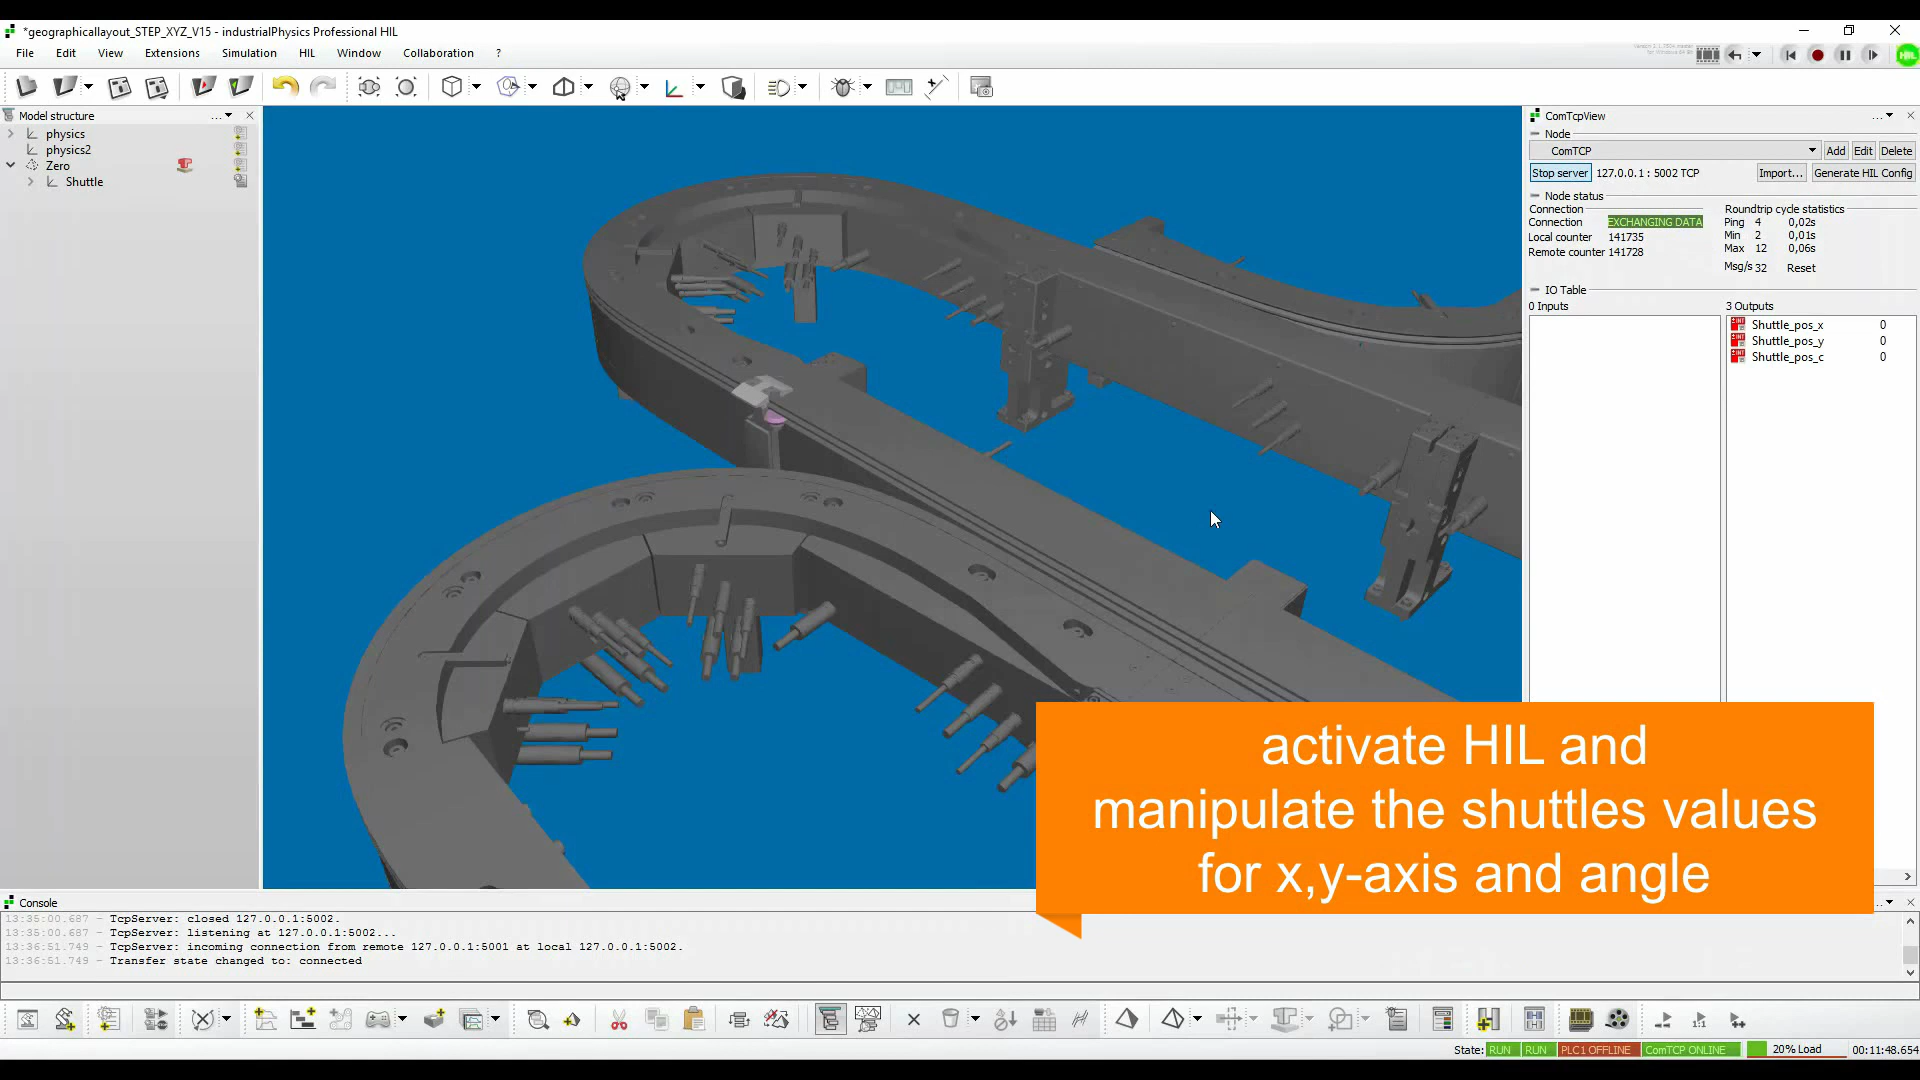 *geographicallayout_STEP_XYZ_V15 - industrialPhysics Professional HIL
File Edit View Extensions Simulation HIL Window Collaboration ?
HIL
Model structure ...
physics
physics2
Zero
Shuttle
ComTcpView ...
Node
ComTCP Add Edit Delete
Stop server 127.0.0.1 : 5002 TCP Import... Generate HIL Config
Node status
Connection Roundtrip cycle statistics
Connection EXCHANGING DATA Ping 4 0,02s
Local counter 141735 Min 2 0,01s
Remote counter 141728 Max 12 0,06s
Msg/s 32 Reset
IO Table
0 Inputs 3 Outputs
Shuttle_pos_x 0
Shuttle_pos_y 0
Shuttle_pos_c 0
activate HIL and
manipulate the shuttles values
for x,y-axis and angle
Console
13:35:00.687 - TcpServer: closed 127.0.0.1:5002.
13:35:00.687 - TcpServer: listening at 127.0.0.1:5002...
13:36:51.749 - TcpServer: incoming connection from remote 127.0.0.1:5001 at local 127.0.0.1:5002.
13:36:51.749 - Transfer state changed to: connected
1:1
State: RUN RUN PLC1 OFFLINE ComTCP ONLINE 20% Load 00:11:48.654